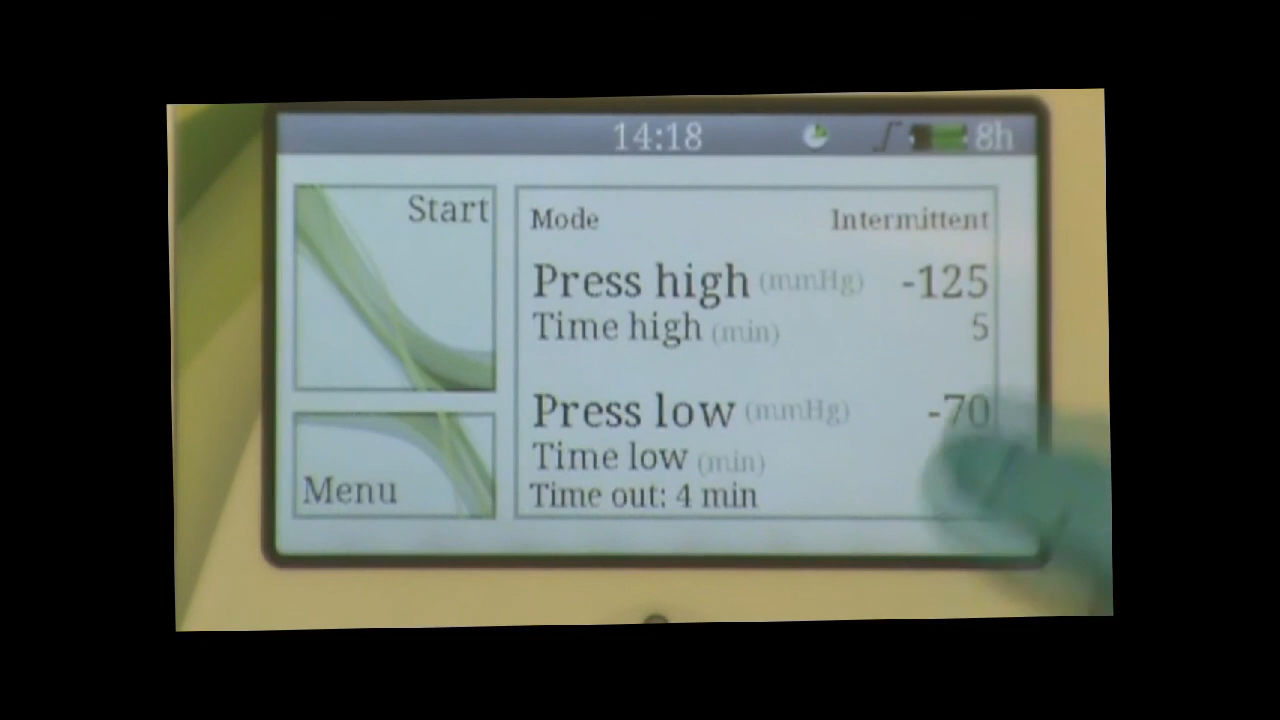 14:18 8h
Start
Menu
Mode Intermittent
Press high (mmHg) -125
Time high (min) 5
Press low (mmHg) -70
Time low (min)
Time out: 4 min